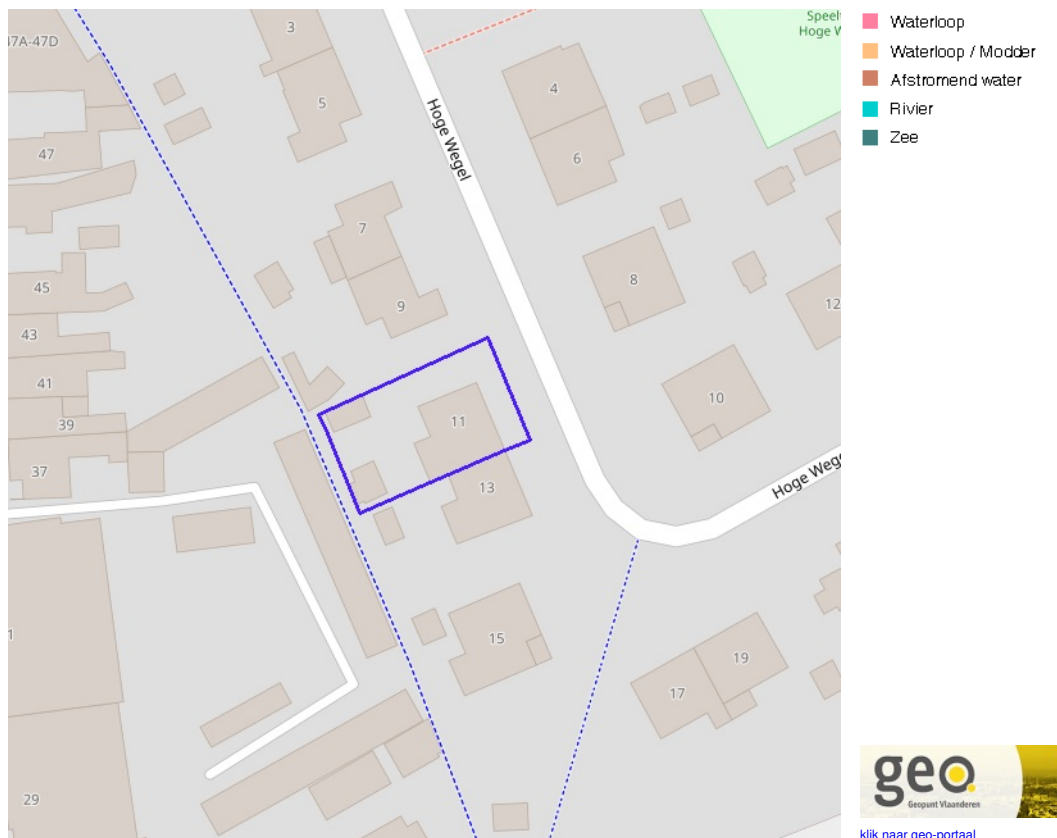 Waterloop
Waterloop / Modder
Afstromend water
Rivier
Zee
3
47A-47D
5
4
47
Hoge Wegel
6
7
45
8
9
12
43
41
10
39
11
37
13
Hoge Wege
15
19
17
29
geo
Geopunt Vlaanderen
klik naar geo-portaal